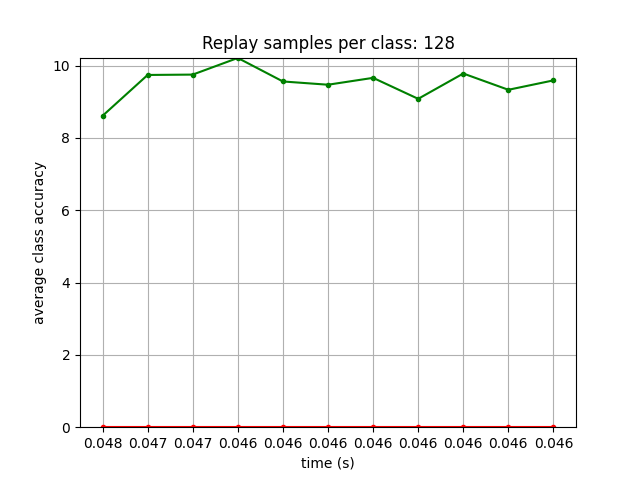 Replay samples per class: 128
10
8
6
4
2
0
average class accuracy
0.048 0.047 0.047 0.046 0.046 0.046 0.046 0.046 0.046 0.046 0.046
time (s)